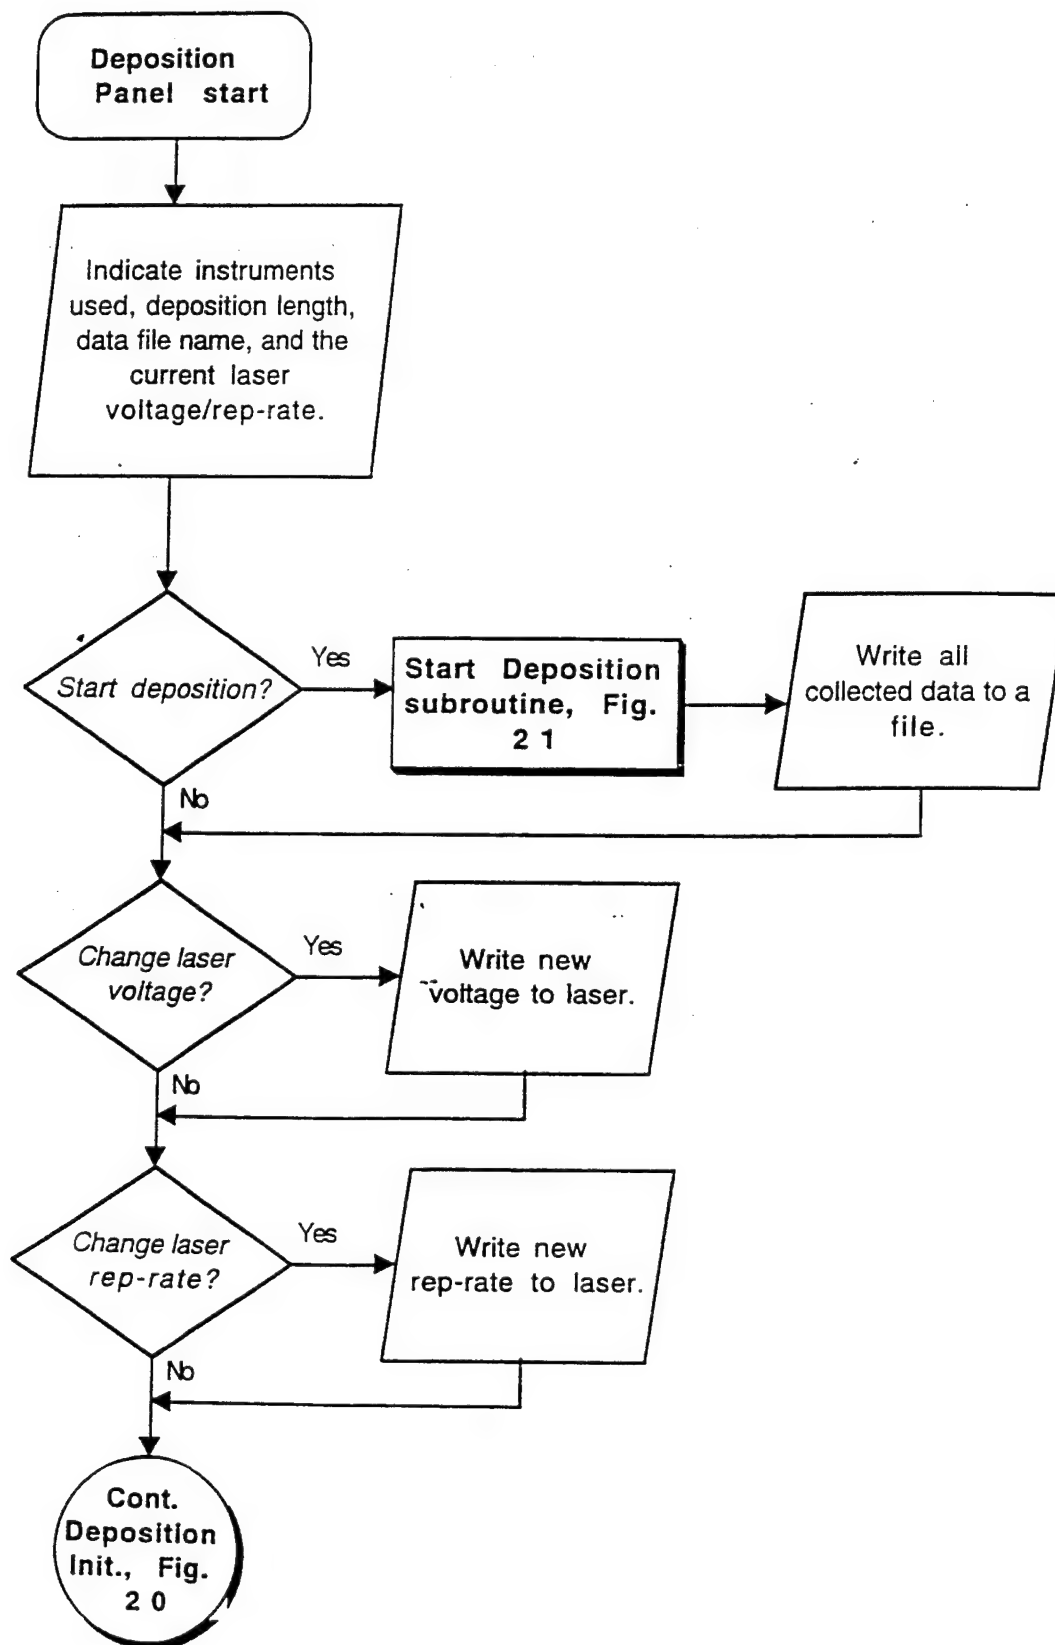 Deposition
Panel start
Indicate instruments
used, deposition length,
data file name, and the
current laser
voltage/rep-rate.
Start deposition?
Yes
Start Deposition
subroutine, Fig.
2 1
Write all
collected data to a
file.
No
Change laser
voltage?
Yes
Write new
voltage to laser.
No
Change laser
rep-rate?
Yes
Write new
rep-rate to laser.
No
Cont.
Deposition
Init., Fig.
2 0